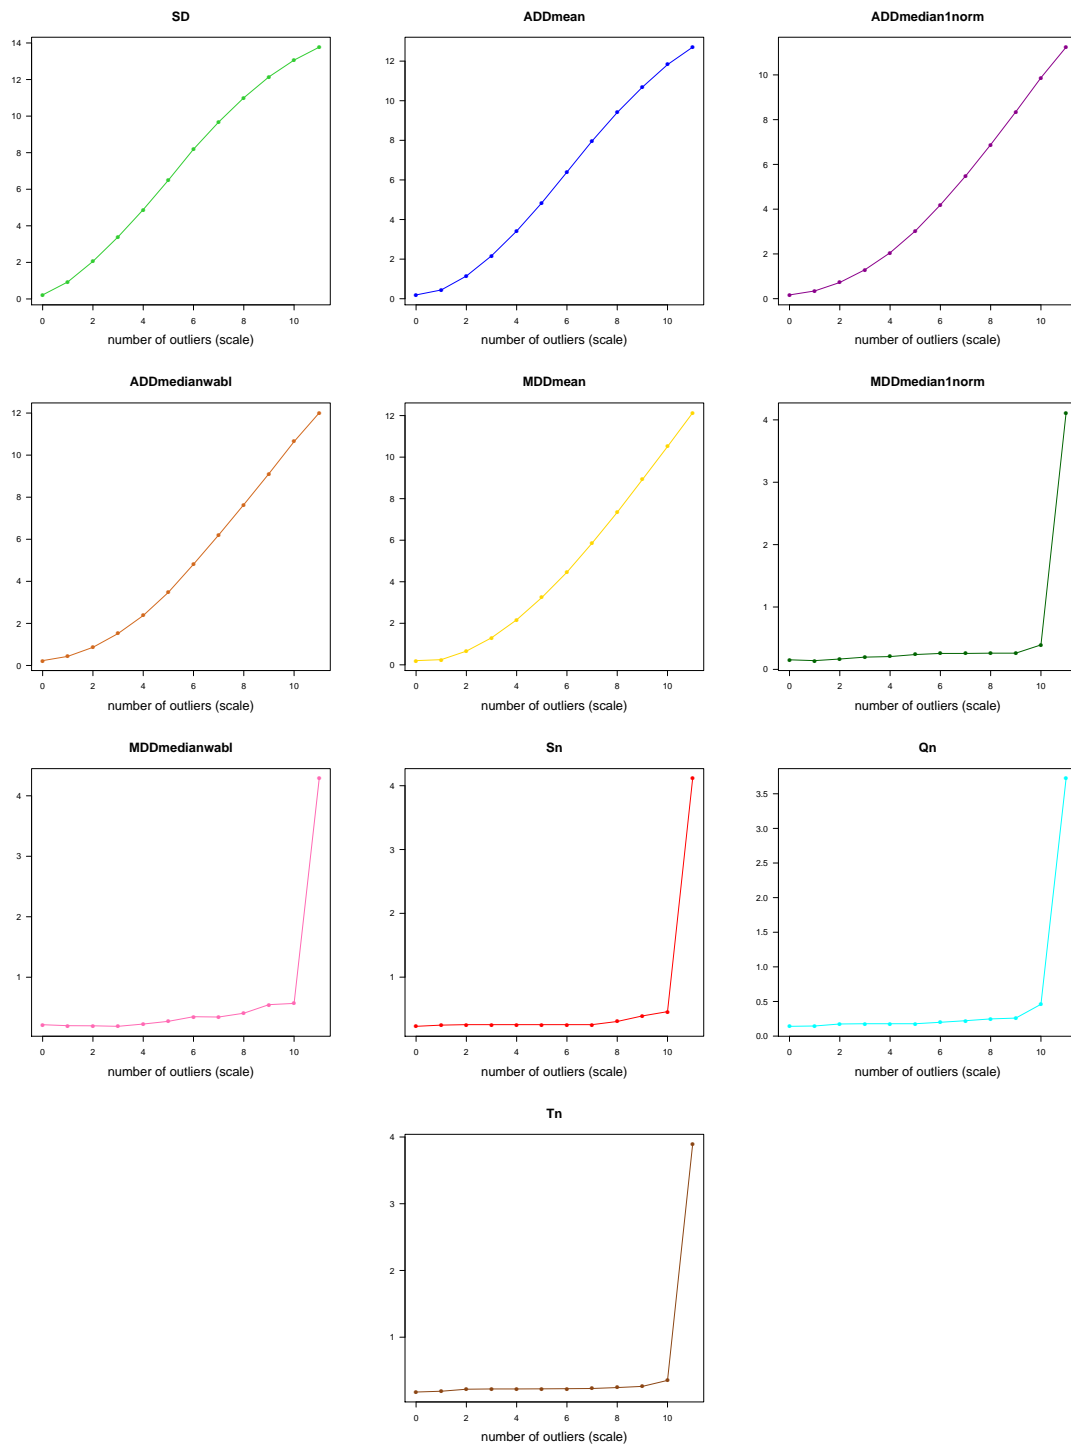 SD
14
12
10
8
6
4
2
0
0 2 4 6 8 10
number of outliers (scale)
ADDmean
12
10
8
6
4
2
0
0 2 4 6 8 10
number of outliers (scale)
ADDmedian1norm
10
8
6
4
2
0
0 2 4 6 8 10
number of outliers (scale)
ADDmedianwabl
12
10
8
6
4
2
0
0 2 4 6 8 10
number of outliers (scale)
MDDmean
12
10
8
6
4
2
0
0 2 4 6 8 10
number of outliers (scale)
MDDmedian1norm
4
3
2
1
0
0 2 4 6 8 10
number of outliers (scale)
MDDmedianwabl
4
3
2
1
0 2 4 6 8 10
number of outliers (scale)
Sn
4
3
2
1
0 2 4 6 8 10
number of outliers (scale)
Qn
3.5
3.0
2.5
2.0
1.5
1.0
0.5
0.0
0 2 4 6 8 10
number of outliers (scale)
Tn
4
3
2
1
0 2 4 6 8 10
number of outliers (scale)